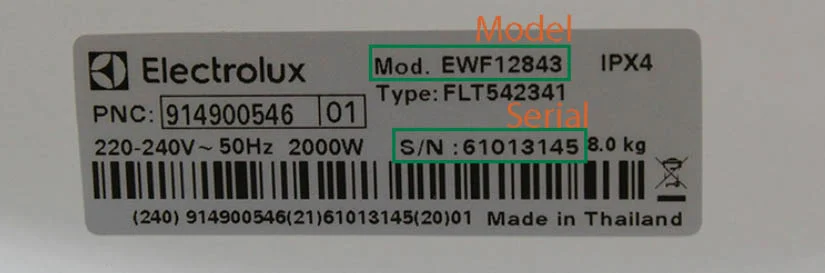 Model
Electrolux
Mod. EWF12843
IPX4
PNC: 914900546 01
Type: FLT542341
Serial
220-240V~ 50Hz 2000W
S/N :61013145
8.0 kg
(240) 914900546(21)61013145(20)01 Made in Thailand